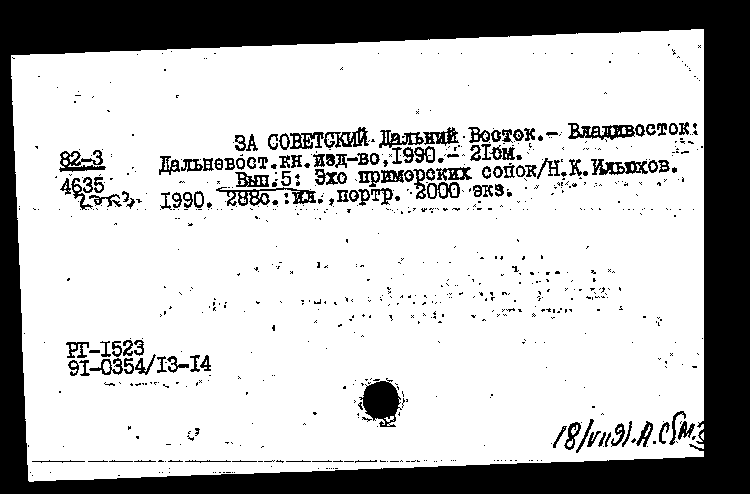 ЗА СОВЕТСКИЙ Дальний Восток.- Владивосток:
82-3 Дальневост.кн.изд-во,1990.- 21см.
4635 Вып.5: Эхо приморских сопок/Н.К.Ильюхов.
1990. 288с.:ил.,портр. 2000 экз.
РГ-1523
91-0354/13-14